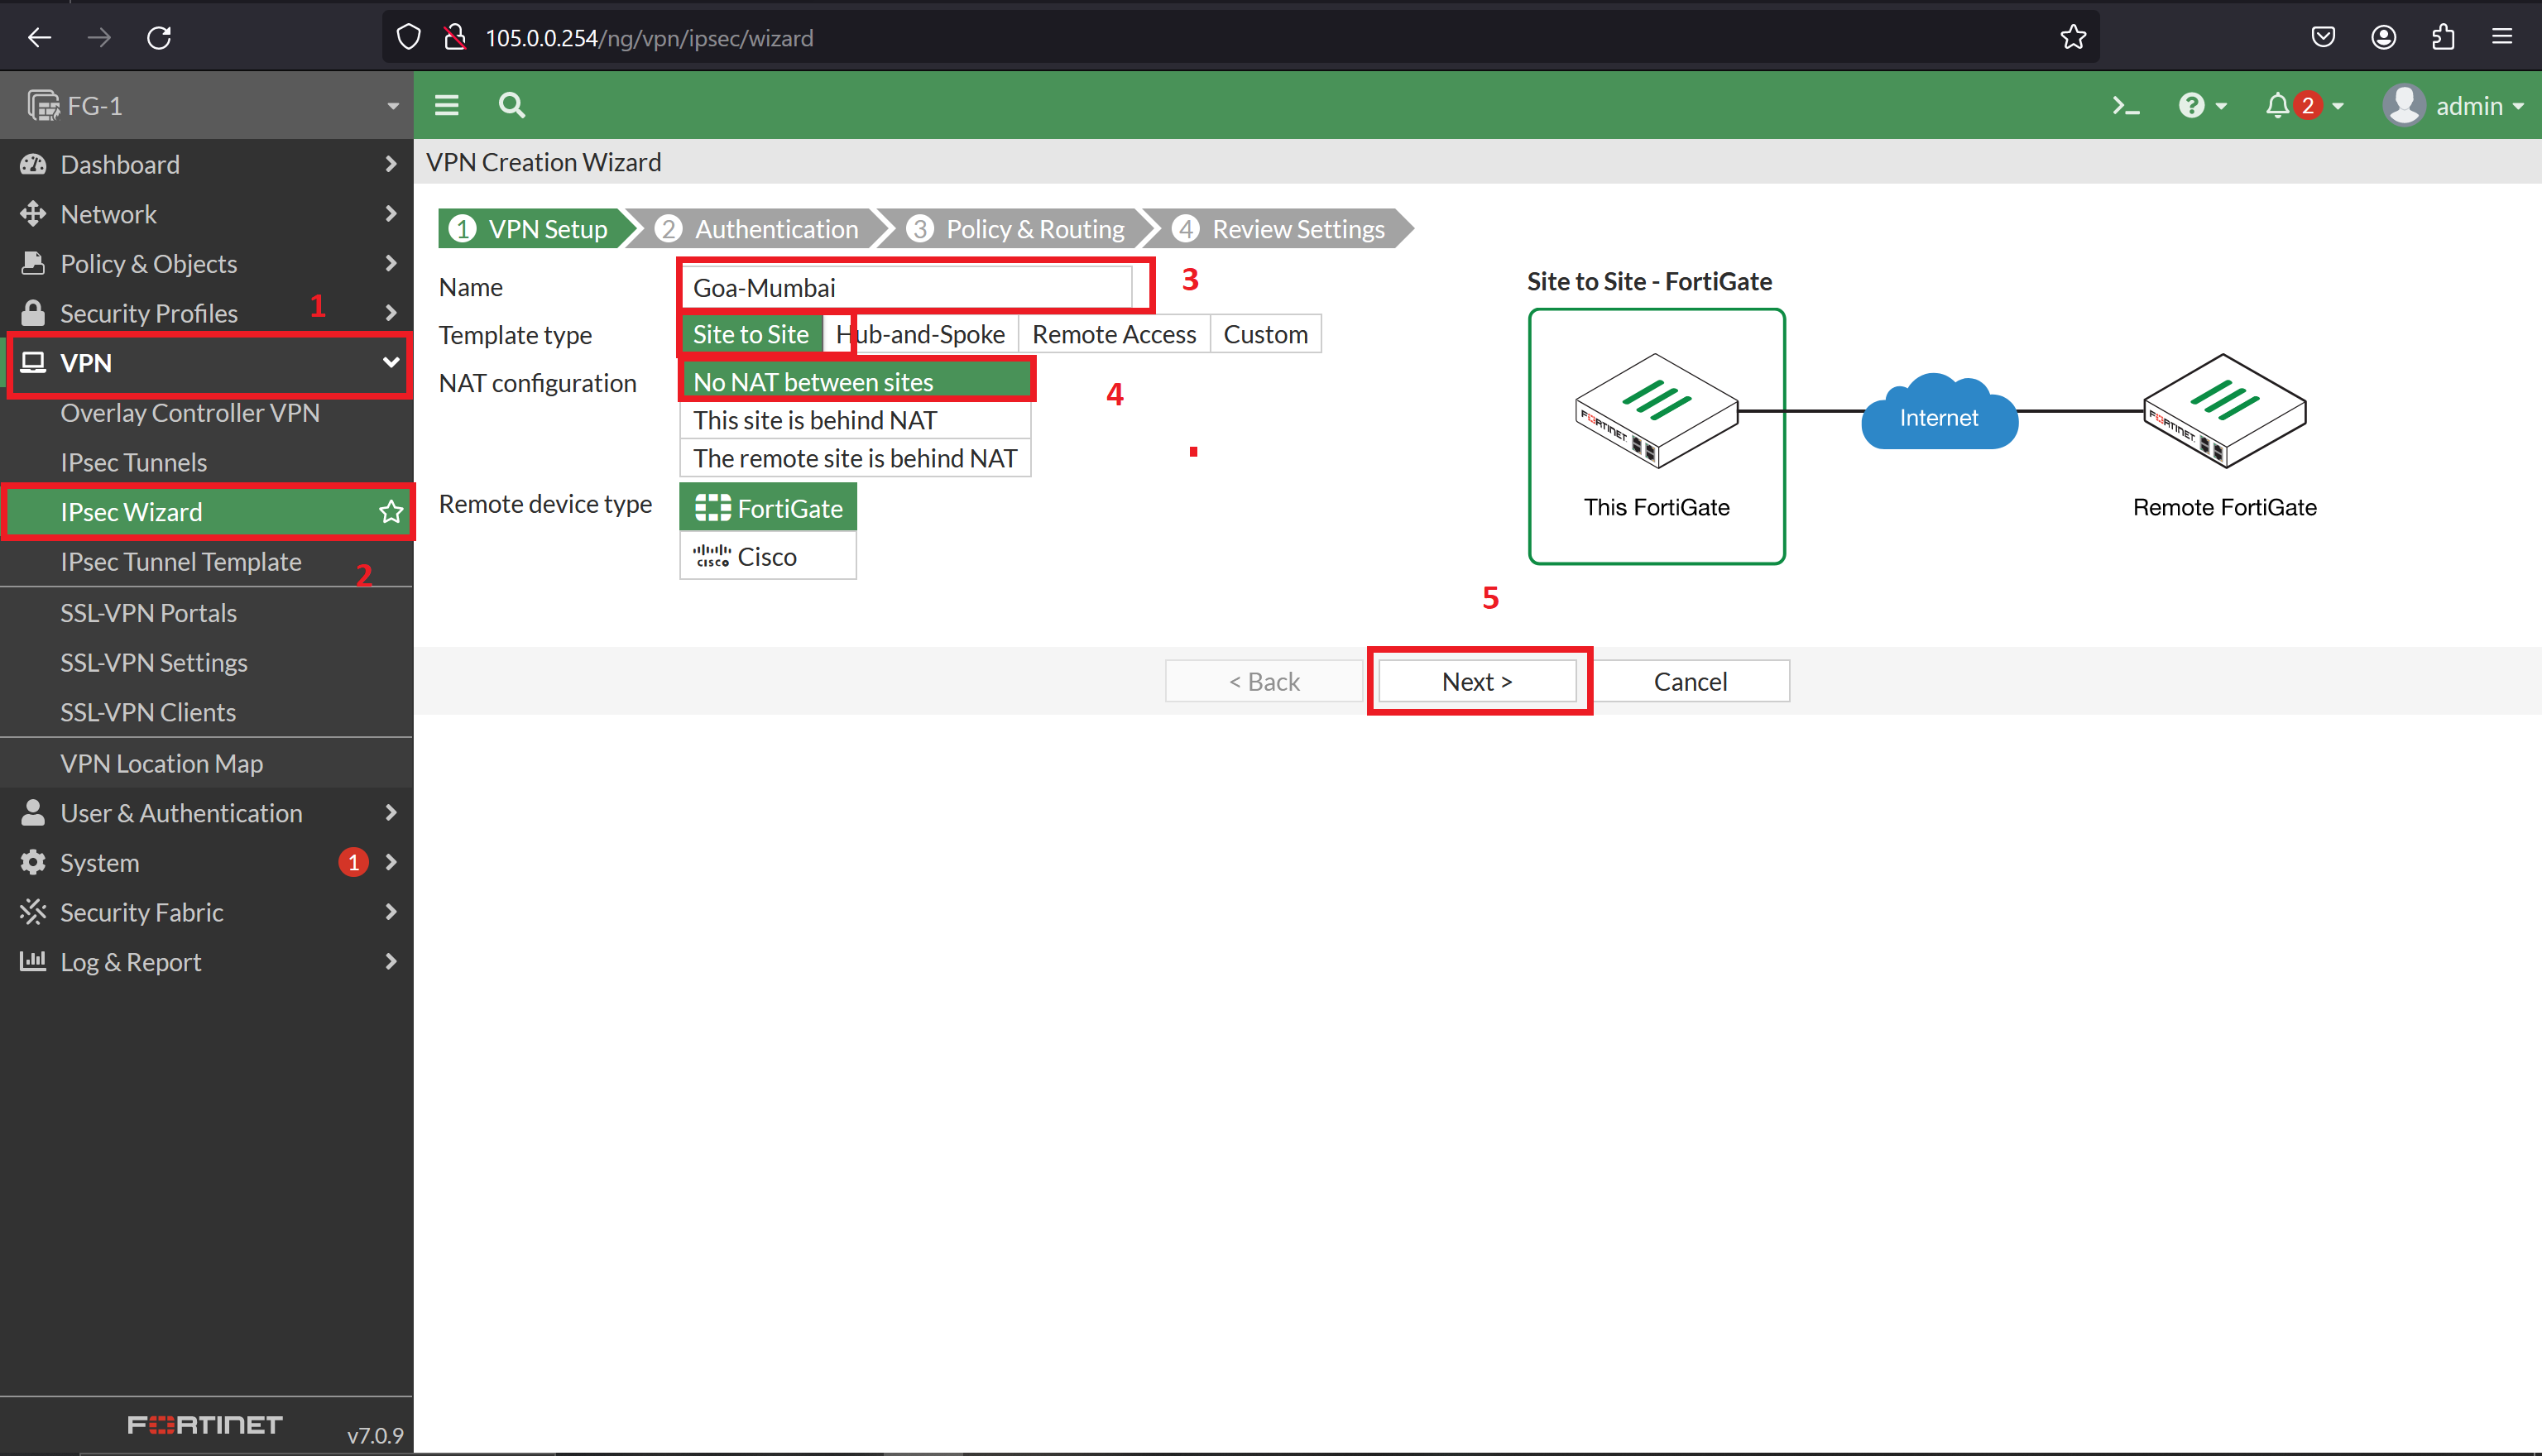 105.0.0.254/ng/vpn/ipsec/wizard
FG-1
2
admin
Dashboard
Network
Policy & Objects
Security Profiles
1
VPN
Overlay Controller VPN
IPsec Tunnels
IPsec Wizard
IPsec Tunnel Template
2
SSL-VPN Portals
SSL-VPN Settings
SSL-VPN Clients
VPN Location Map
User & Authentication
System 1
Security Fabric
Log & Report
FORTINET
v7.0.9
VPN Creation Wizard
1 VPN Setup
2 Authentication
3 Policy & Routing
4 Review Settings
Name
Goa-Mumbai
3
Template type
Site to Site
Hub-and-Spoke
Remote Access
Custom
NAT configuration
No NAT between sites
4
This site is behind NAT
The remote site is behind NAT
Remote device type
FortiGate
CISCO Cisco
Site to Site - FortiGate
FORTINET
Internet
FORTINET
This FortiGate
Remote FortiGate
5
< Back
Next >
Cancel